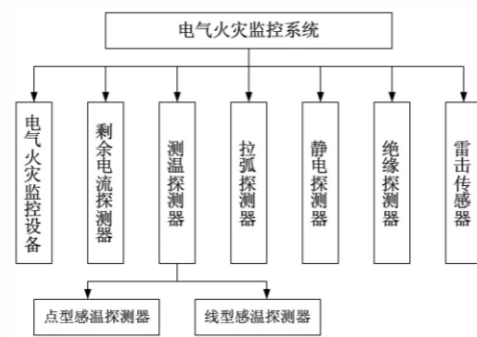 电气火灾监控系统
电气火灾监控设备
剩余电流探测器
测温探测器
拉弧探测器
静电探测器
绝缘探测器
雷击传感器
点型感温探测器
线型感温探测器